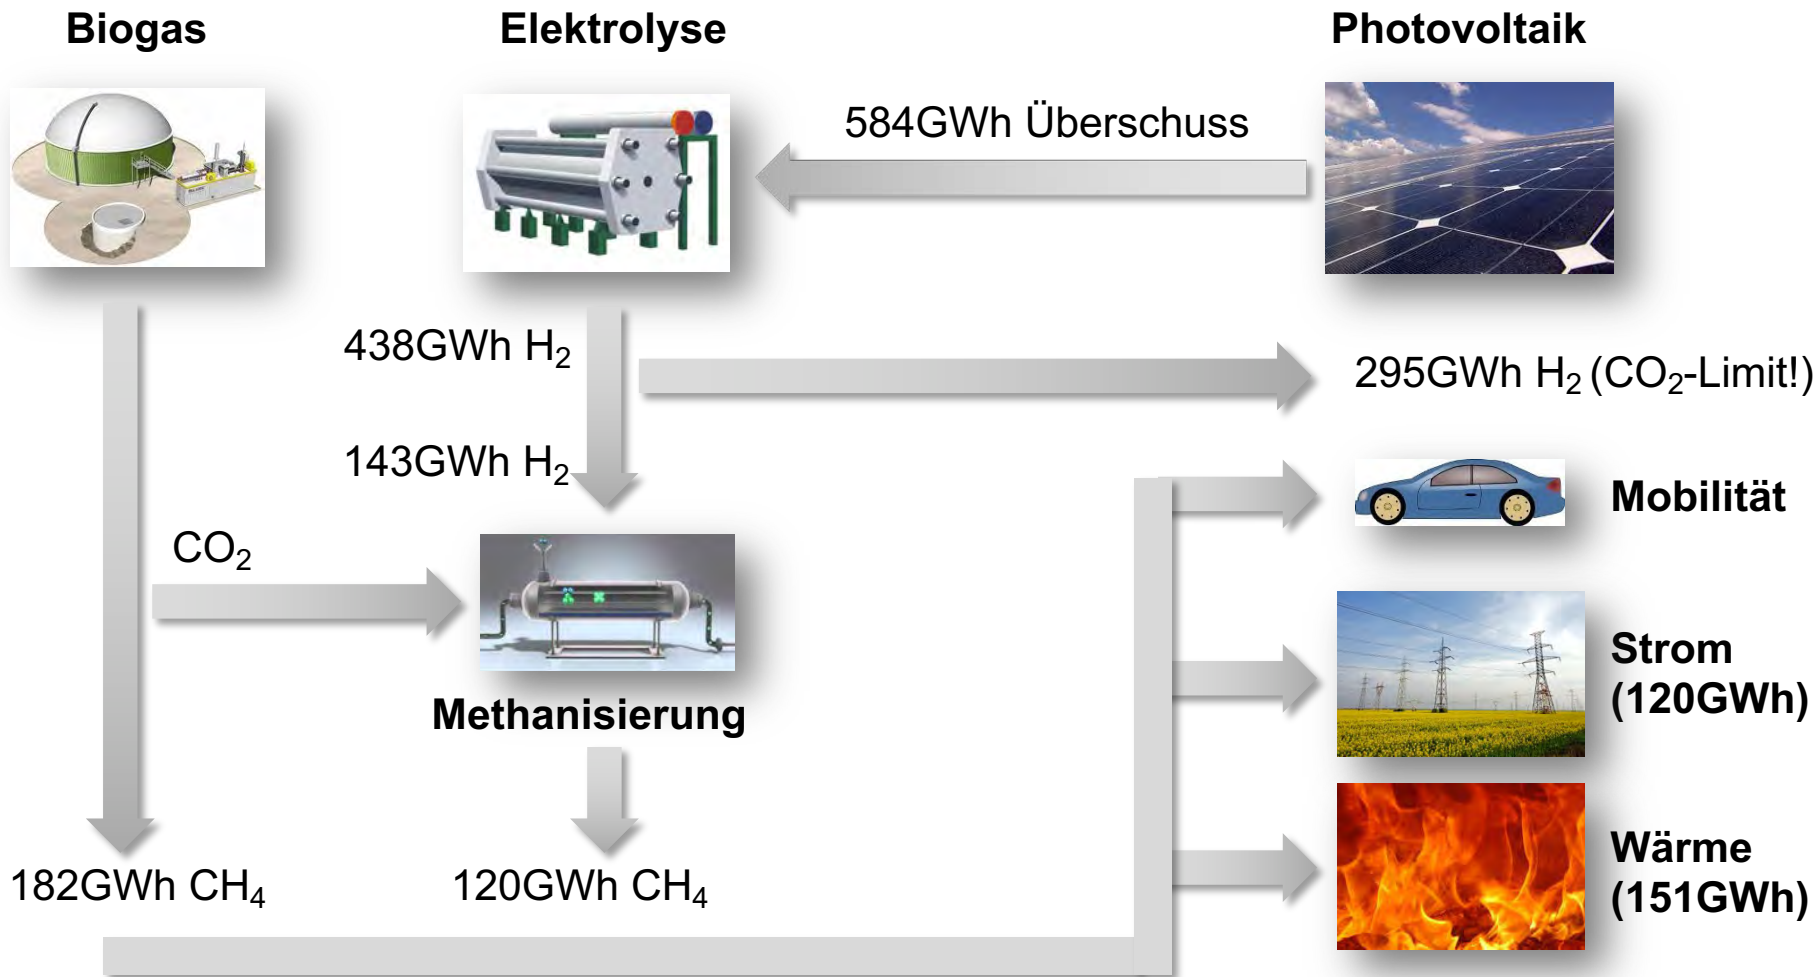 Biogas
Elektrolyse
Photovoltaik
584GWh Überschuss
438GWh H₂
295GWh H₂ (CO₂-Limit!)
143GWh H₂
Mobilität
CO₂
Strom
(120GWh)
Methanisierung
Wärme
(151GWh)
182GWh CH₄
120GWh CH₄